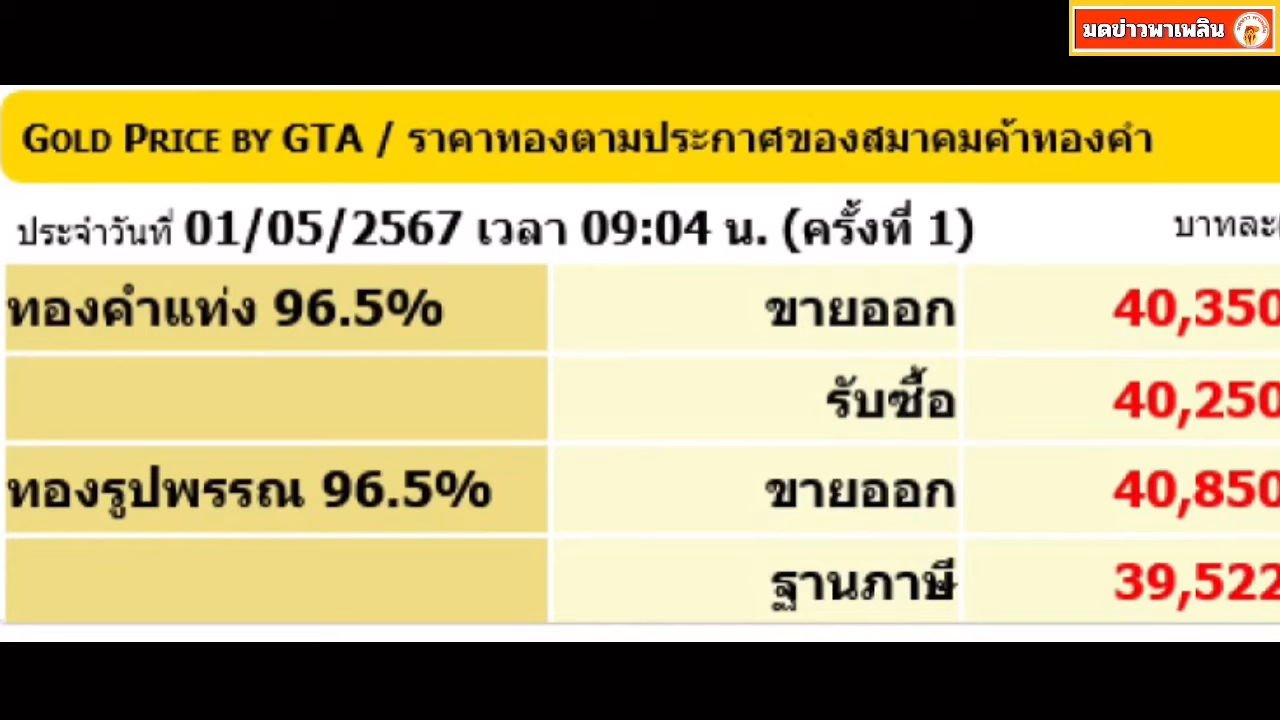 มดข่าวพาเพลิน
GOLD PRICE BY GTA / ราคาทองตามประกาศของสมาคมค้าทองคำ
ประจำวันที่ 01/05/2567 เวลา 09:04 น. (ครั้งที่ 1) บาทละ
ทองคำแท่ง 96.5% ขายออก 40,350
รับซื้อ 40,250
ทองรูปพรรณ 96.5% ขายออก 40,850
ฐานภาษี 39,522